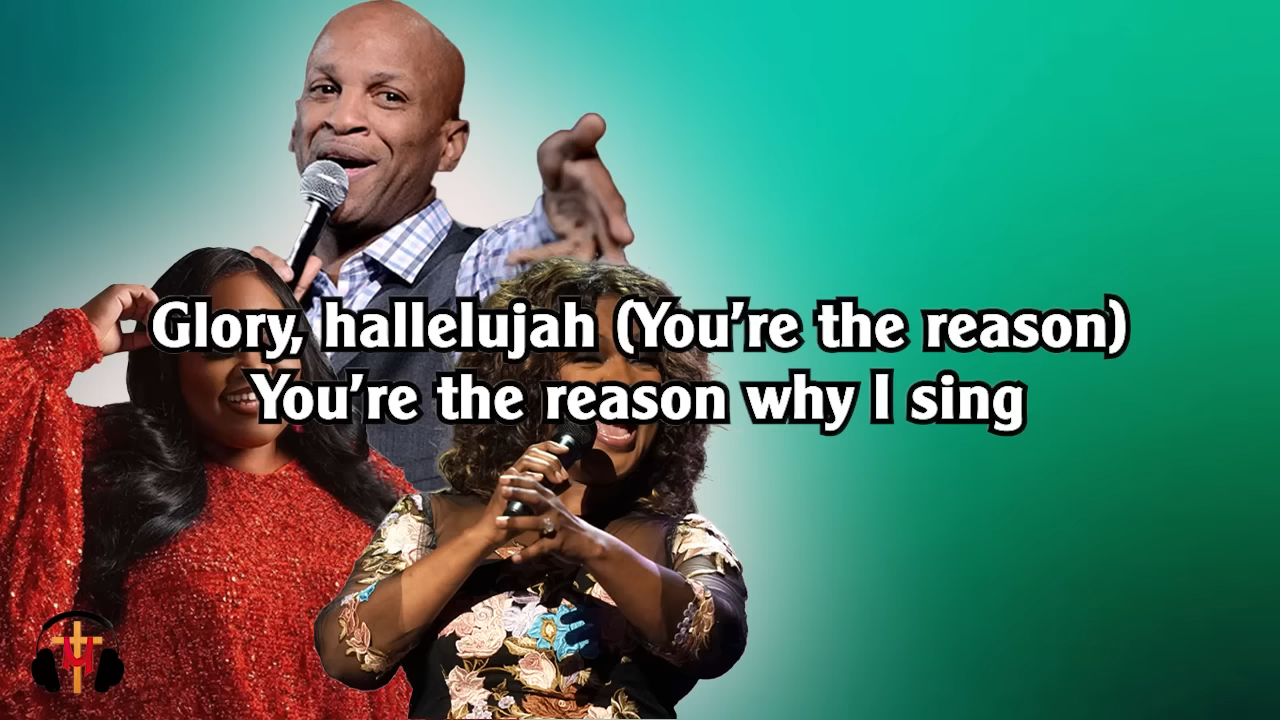 Glory, hallelujah (You’re the reason)
You’re the reason why I sing